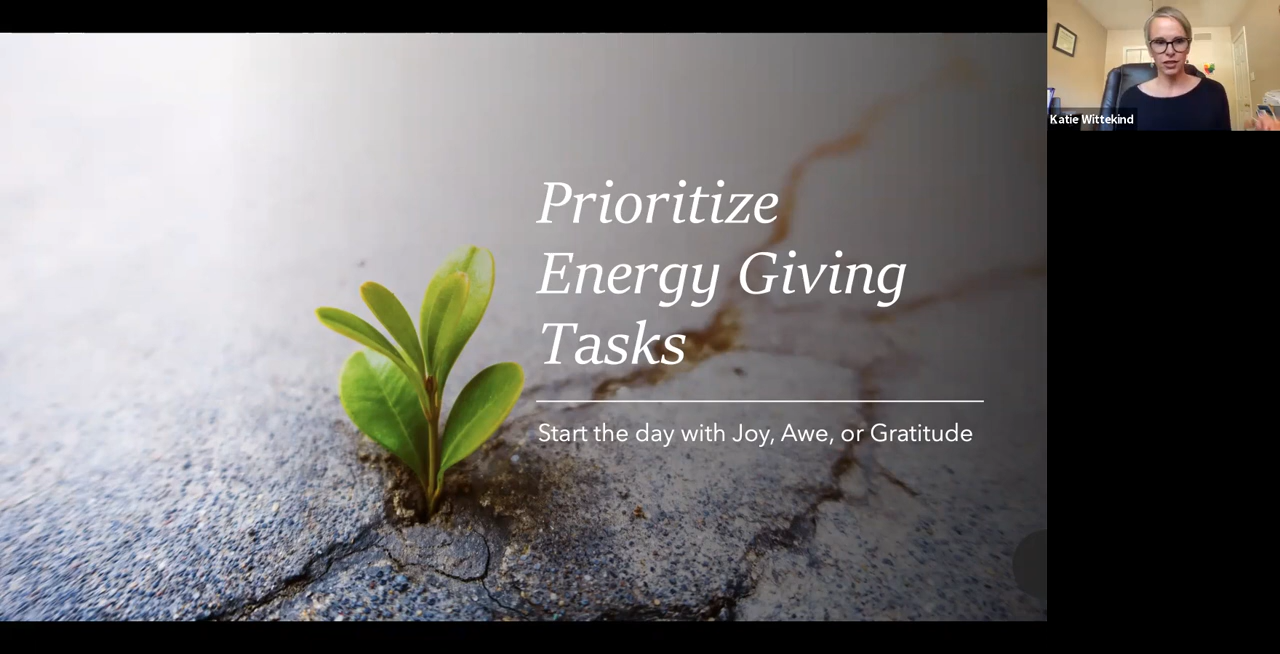 Prioritize
Energy Giving
Tasks
Start the day with Joy, Awe, or Gratitude
Katie Wittekind